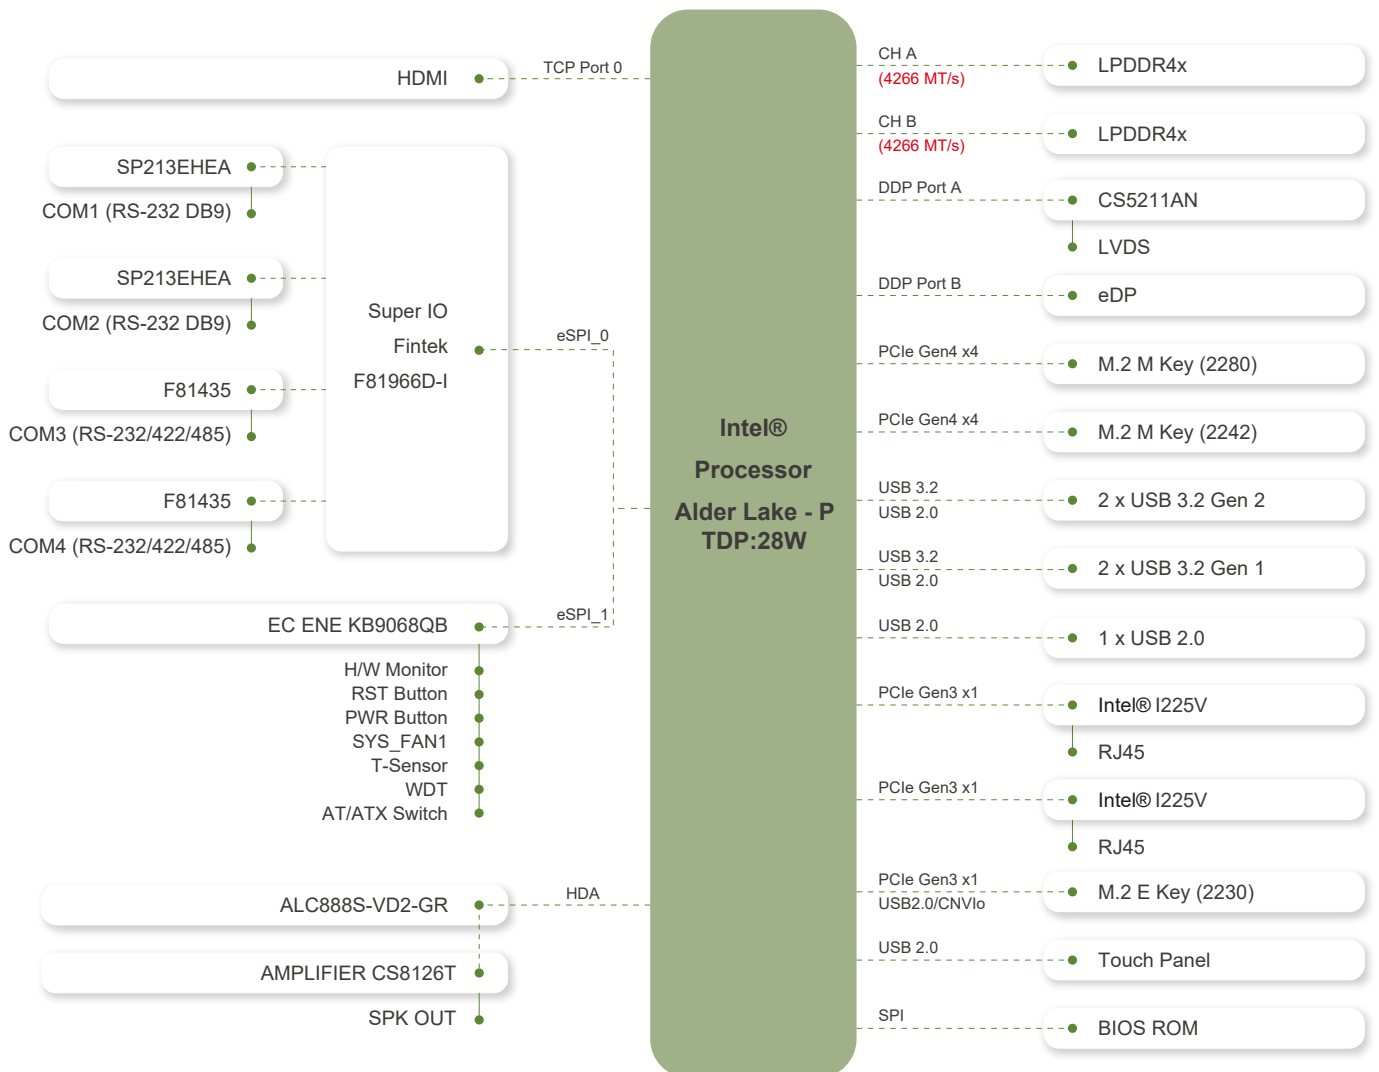 HDMI
TCP Port 0
SP213EHEA
COM1 (RS-232 DB9)
SP213EHEA
COM2 (RS-232 DB9)
F81435
COM3 (RS-232/422/485)
F81435
COM4 (RS-232/422/485)
Super IO
Fintek
F81966D-I
eSPI_0
EC ENE KB9068QB
eSPI_1
H/W Monitor
RST Button
PWR Button
SYS_FAN1
T-Sensor
WDT
AT/ATX Switch
ALC888S-VD2-GR
HDA
AMPLIFIER CS8126T
SPK OUT
Intel®
Processor
Alder Lake - P
TDP:28W
CH A
(4266 MT/s)
LPDDR4x
CH B
(4266 MT/s)
LPDDR4x
DDP Port A
CS5211AN
LVDS
DDP Port B
eDP
PCIe Gen4 x4
M.2 M Key (2280)
PCIe Gen4 x4
M.2 M Key (2242)
USB 3.2
USB 2.0
2 x USB 3.2 Gen 2
USB 3.2
USB 2.0
2 x USB 3.2 Gen 1
USB 2.0
1 x USB 2.0
PCIe Gen3 x1
Intel® I225V
RJ45
PCIe Gen3 x1
Intel® I225V
RJ45
PCIe Gen3 x1
USB2.0/CNVIo
M.2 E Key (2230)
USB 2.0
Touch Panel
SPI
BIOS ROM